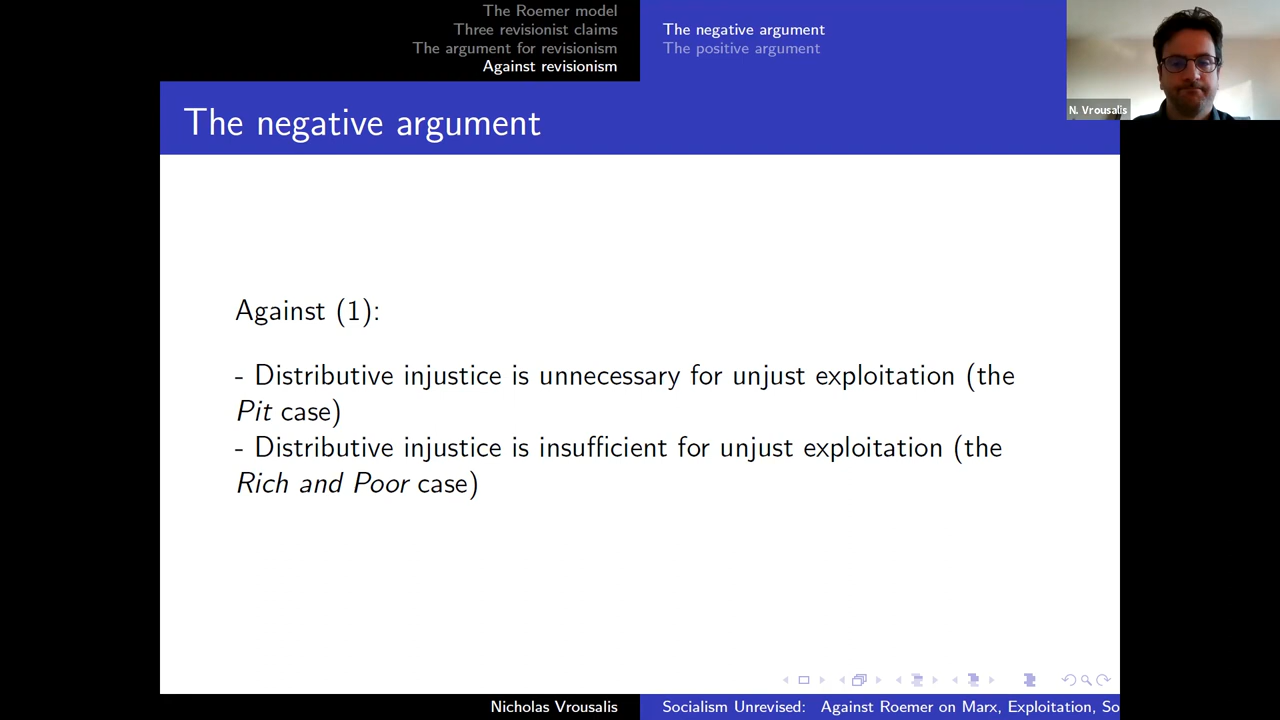 The Roemer model
Three revisionist claims
The argument for revisionism
Against revisionism
The negative argument
The positive argument
N. Vrousalis
The negative argument
Against (1):
- Distributive injustice is unnecessary for unjust exploitation (the
Pit case)
- Distributive injustice is insufficient for unjust exploitation (the
Rich and Poor case)
Nicholas Vrousalis
Socialism Unrevised: Against Roemer on Marx, Exploitation, So